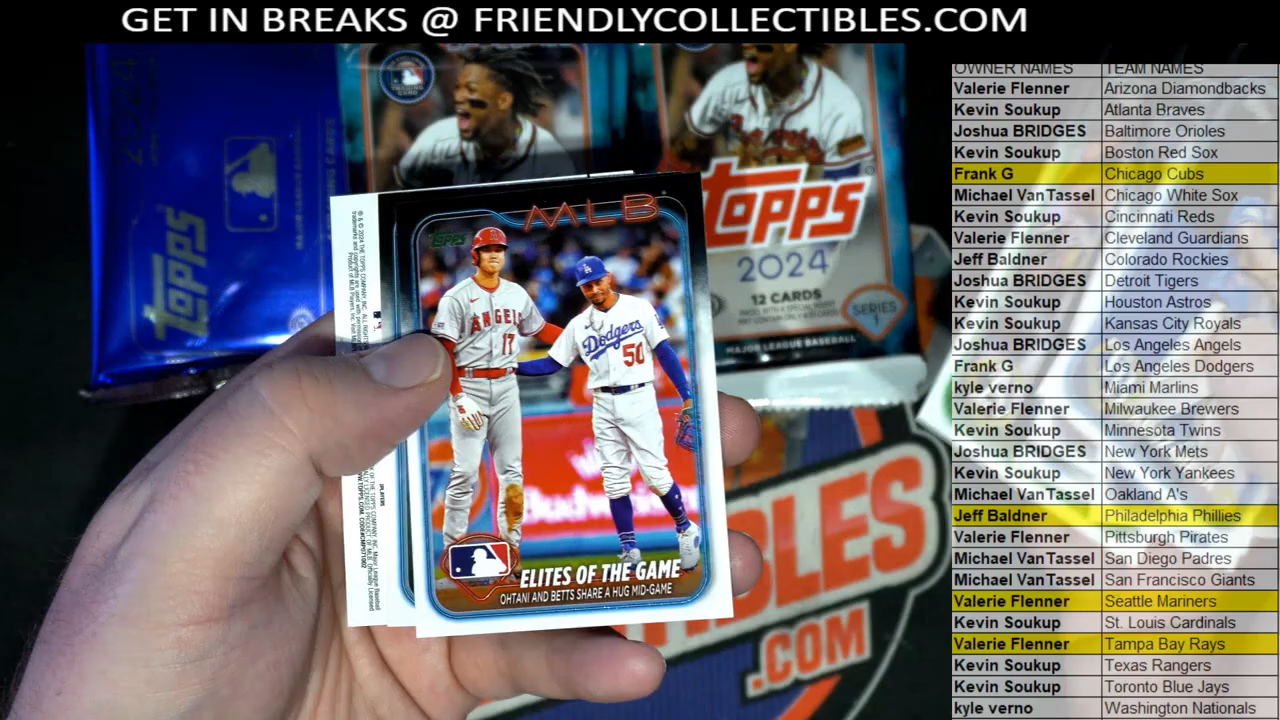 GET IN BREAKS @ FRIENDLYCOLLECTIBLES.COM
OWNER NAMES TEAM NAMES
Valerie Flenner Arizona Diamondbacks
Kevin Soukup Atlanta Braves
Joshua BRIDGES Baltimore Orioles
Kevin Soukup Boston Red Sox
Frank G Chicago Cubs
Michael VanTassel Chicago White Sox
Kevin Soukup Cincinnati Reds
Valerie Flenner Cleveland Guardians
Jeff Baldner Colorado Rockies
Joshua BRIDGES Detroit Tigers
Kevin Soukup Houston Astros
Kevin Soukup Kansas City Royals
Joshua BRIDGES Los Angeles Angels
Frank G Los Angeles Dodgers
kyle verno Miami Marlins
Valerie Flenner Milwaukee Brewers
Kevin Soukup Minnesota Twins
Joshua BRIDGES New York Mets
Kevin Soukup New York Yankees
Michael VanTassel Oakland A's
Jeff Baldner Philadelphia Phillies
Valerie Flenner Pittsburgh Pirates
Michael VanTassel San Diego Padres
Michael VanTassel San Francisco Giants
Valerie Flenner Seattle Mariners
Kevin Soukup St. Louis Cardinals
Valerie Flenner Tampa Bay Rays
Kevin Soukup Texas Rangers
Kevin Soukup Toronto Blue Jays
kyle verno Washington Nationals
TOPPS
TOPPS
2024
12 CARDS
SERIES
1
MAJOR LEAGUE BASEBALL
MLB
TOPPS
ANGELS
17
Dodgers
50
ELITES OF THE GAME
OHTANI AND BETTS SHARE A HUG MID-GAME
.COM